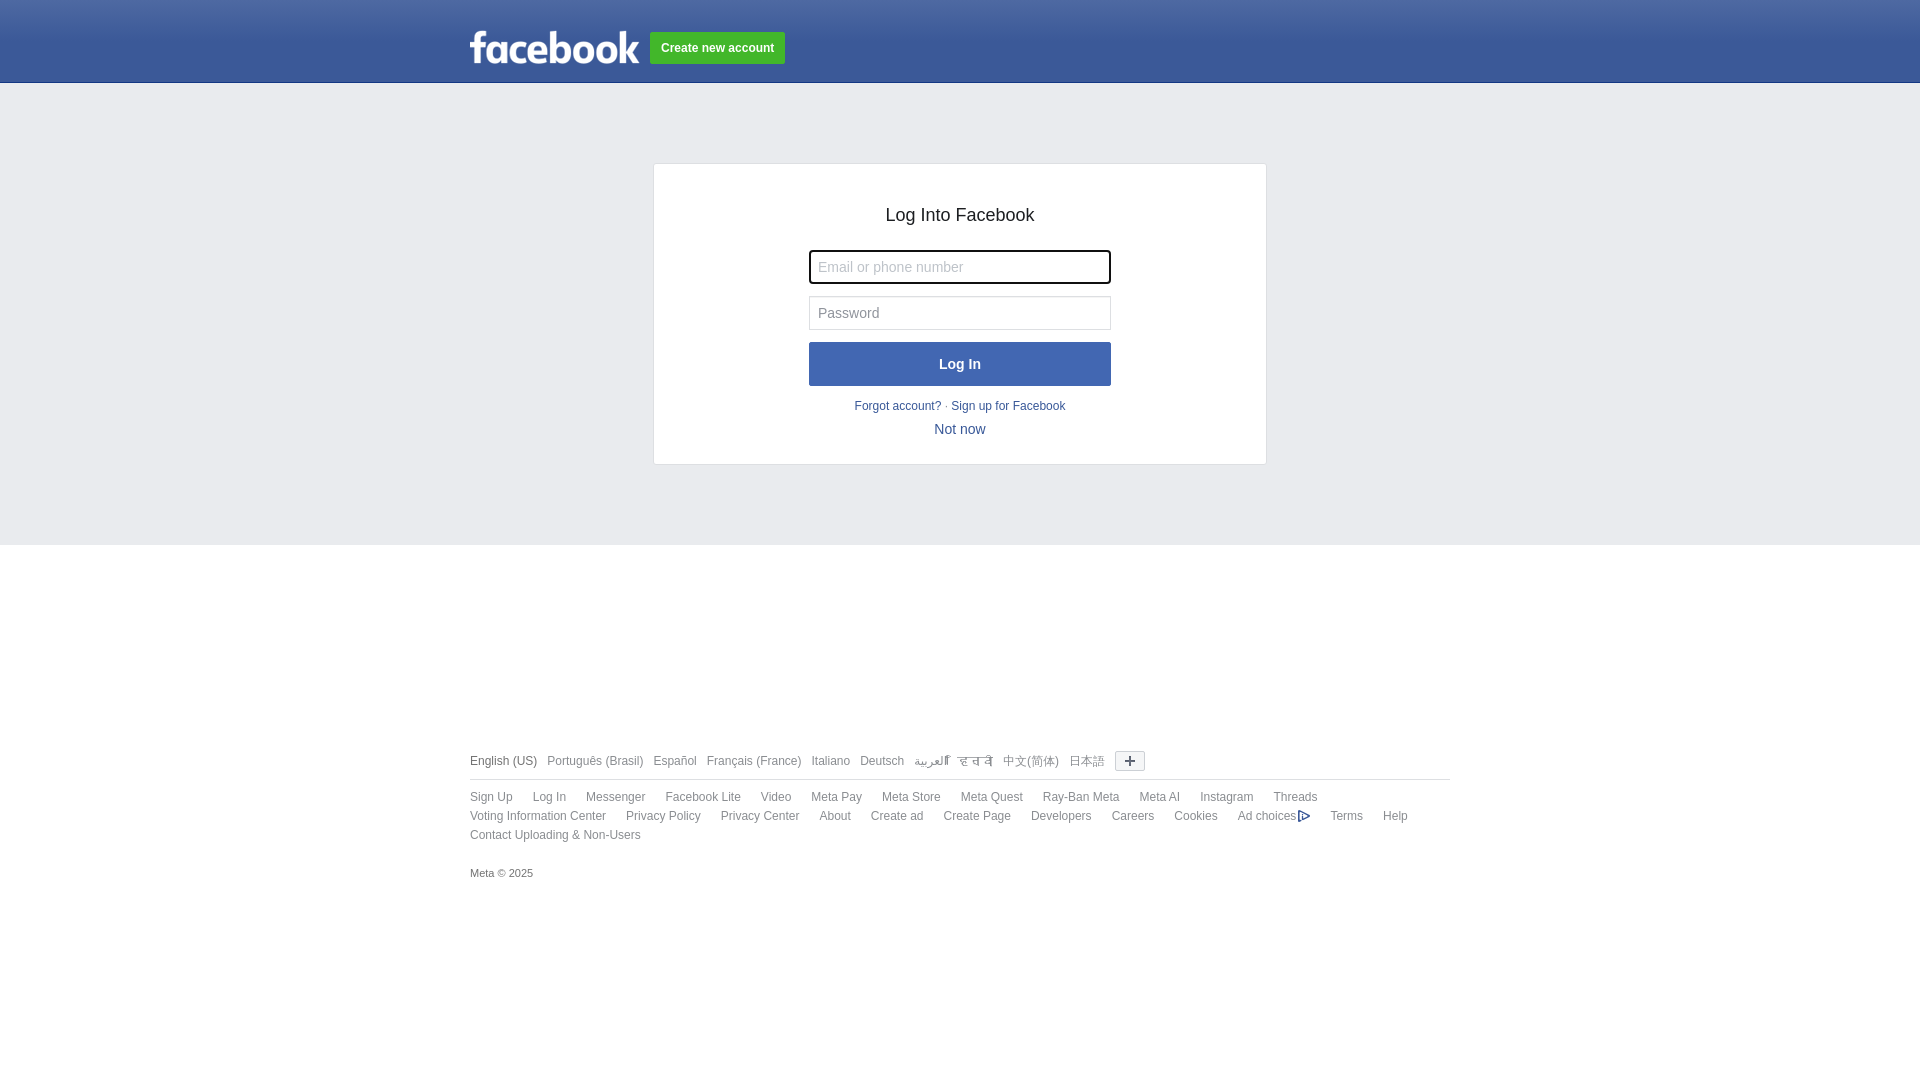 facebook Create new account
Log Into Facebook
Email or phone number
Password
Log In
Forgot account? · Sign up for Facebook
Not now
English (US) Português (Brasil) Español Français (France) Italiano Deutsch العربية 中文(简体) 日本語
Sign Up Log In Messenger Facebook Lite Video Meta Pay Meta Store Meta Quest Ray-Ban Meta Meta AI Instagram Threads
Voting Information Center Privacy Policy Privacy Center About Create ad Create Page Developers Careers Cookies Ad choices Terms Help
Contact Uploading & Non-Users
Meta © 2025